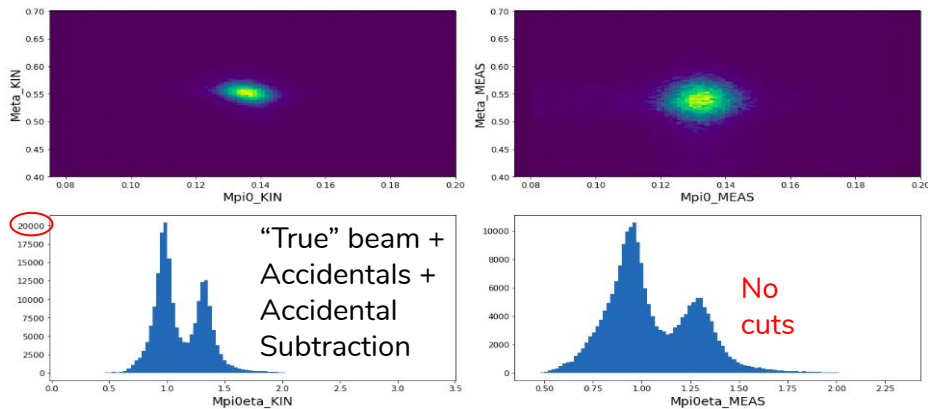 0.70
0.65
0.60
0.55
0.50
0.45
0.40
Meta_KIN
0.08 0.10 0.12 0.14 0.16 0.18 0.20
Mpi0_KIN
0.70
0.65
0.60
0.55
0.50
0.45
0.40
Meta_MEAS
0.08 0.10 0.12 0.14 0.16 0.18 0.20
Mpi0_MEAS
20000
17500
15000
12500
10000
7500
5000
2500
0
0.0 0.5 1.0 1.5 2.0 2.5 3.0 3.5
Mpi0eta_KIN
“True” beam +
Accidentals +
Accidental
Subtraction
10000
8000
6000
4000
2000
0
0.50 0.75 1.00 1.25 1.50 1.75 2.00 2.25
Mpi0eta_MEAS
No
cuts